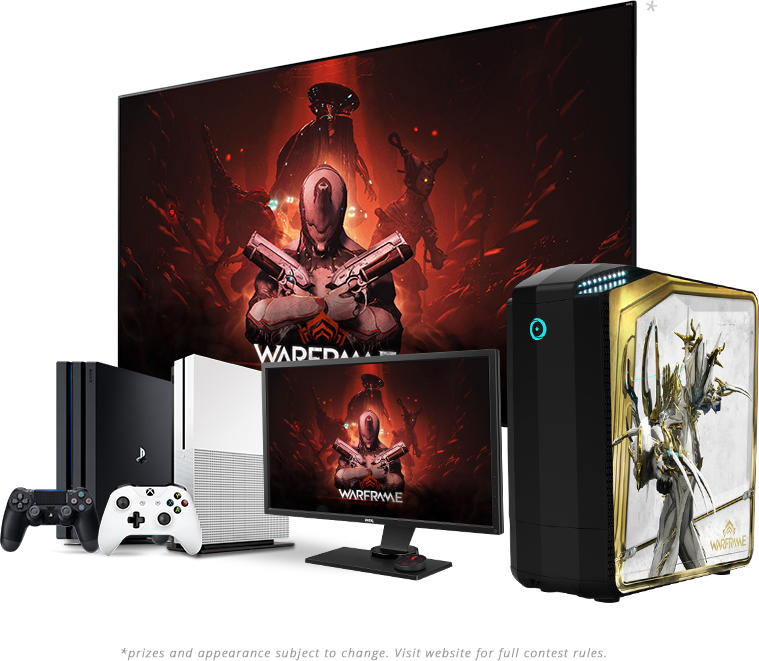 *
WARFRAME
WARFRAME
WARFRAME
*prizes and appearance subject to change. Visit website for full contest rules.